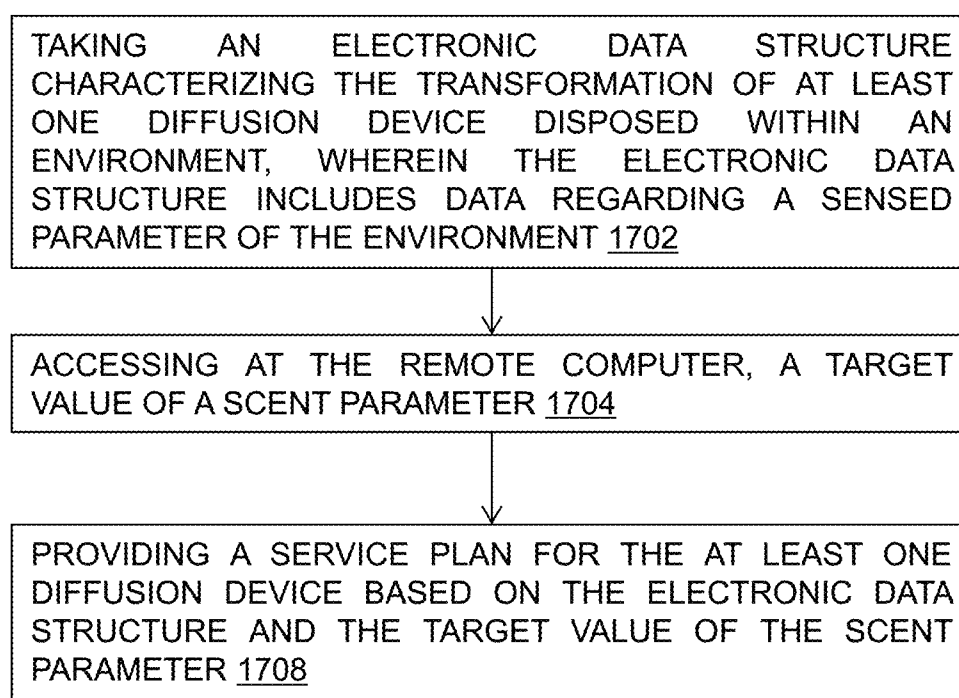 TAKING AN ELECTRONIC DATA STRUCTURE
CHARACTERIZING THE TRANSFORMATION OF AT LEAST
ONE DIFFUSION DEVICE DISPOSED WITHIN AN
ENVIRONMENT, WHEREIN THE ELECTRONIC DATA
STRUCTURE INCLUDES DATA REGARDING A SENSED
PARAMETER OF THE ENVIRONMENT 1702
ACCESSING AT THE REMOTE COMPUTER, A TARGET
VALUE OF A SCENT PARAMETER 1704
PROVIDING A SERVICE PLAN FOR THE AT LEAST ONE
DIFFUSION DEVICE BASED ON THE ELECTRONIC DATA
STRUCTURE AND THE TARGET VALUE OF THE SCENT
PARAMETER 1708